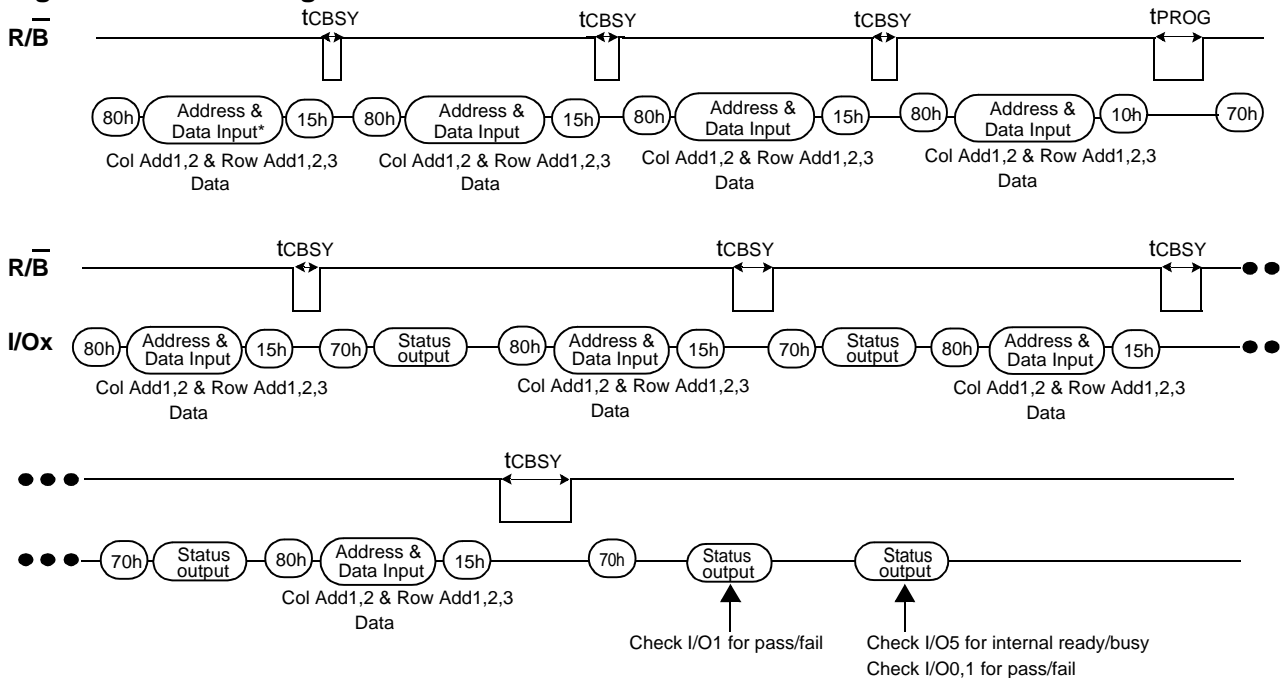 tCBSY tCBSY tCBSY tPROG
R/B
80h Address & Data Input* 15h 80h Address & Data Input 15h 80h Address & Data Input 15h 80h Address & Data Input 10h 70h
Col Add1,2 & Row Add1,2,3 Col Add1,2 & Row Add1,2,3 Col Add1,2 & Row Add1,2,3 Col Add1,2 & Row Add1,2,3
Data Data Data Data
tCBSY tCBSY tCBSY
R/B
I/Ox 80h Address & Data Input 15h 70h Status output 80h Address & Data Input 15h 70h Status output 80h Address & Data Input 15h
Col Add1,2 & Row Add1,2,3 Col Add1,2 & Row Add1,2,3 Col Add1,2 & Row Add1,2,3
Data Data Data
tCBSY
70h Status output 80h Address & Data Input 15h 70h Status output Status output
Col Add1,2 & Row Add1,2,3
Data
Check I/O1 for pass/fail Check I/O5 for internal ready/busy
Check I/O0,1 for pass/fail